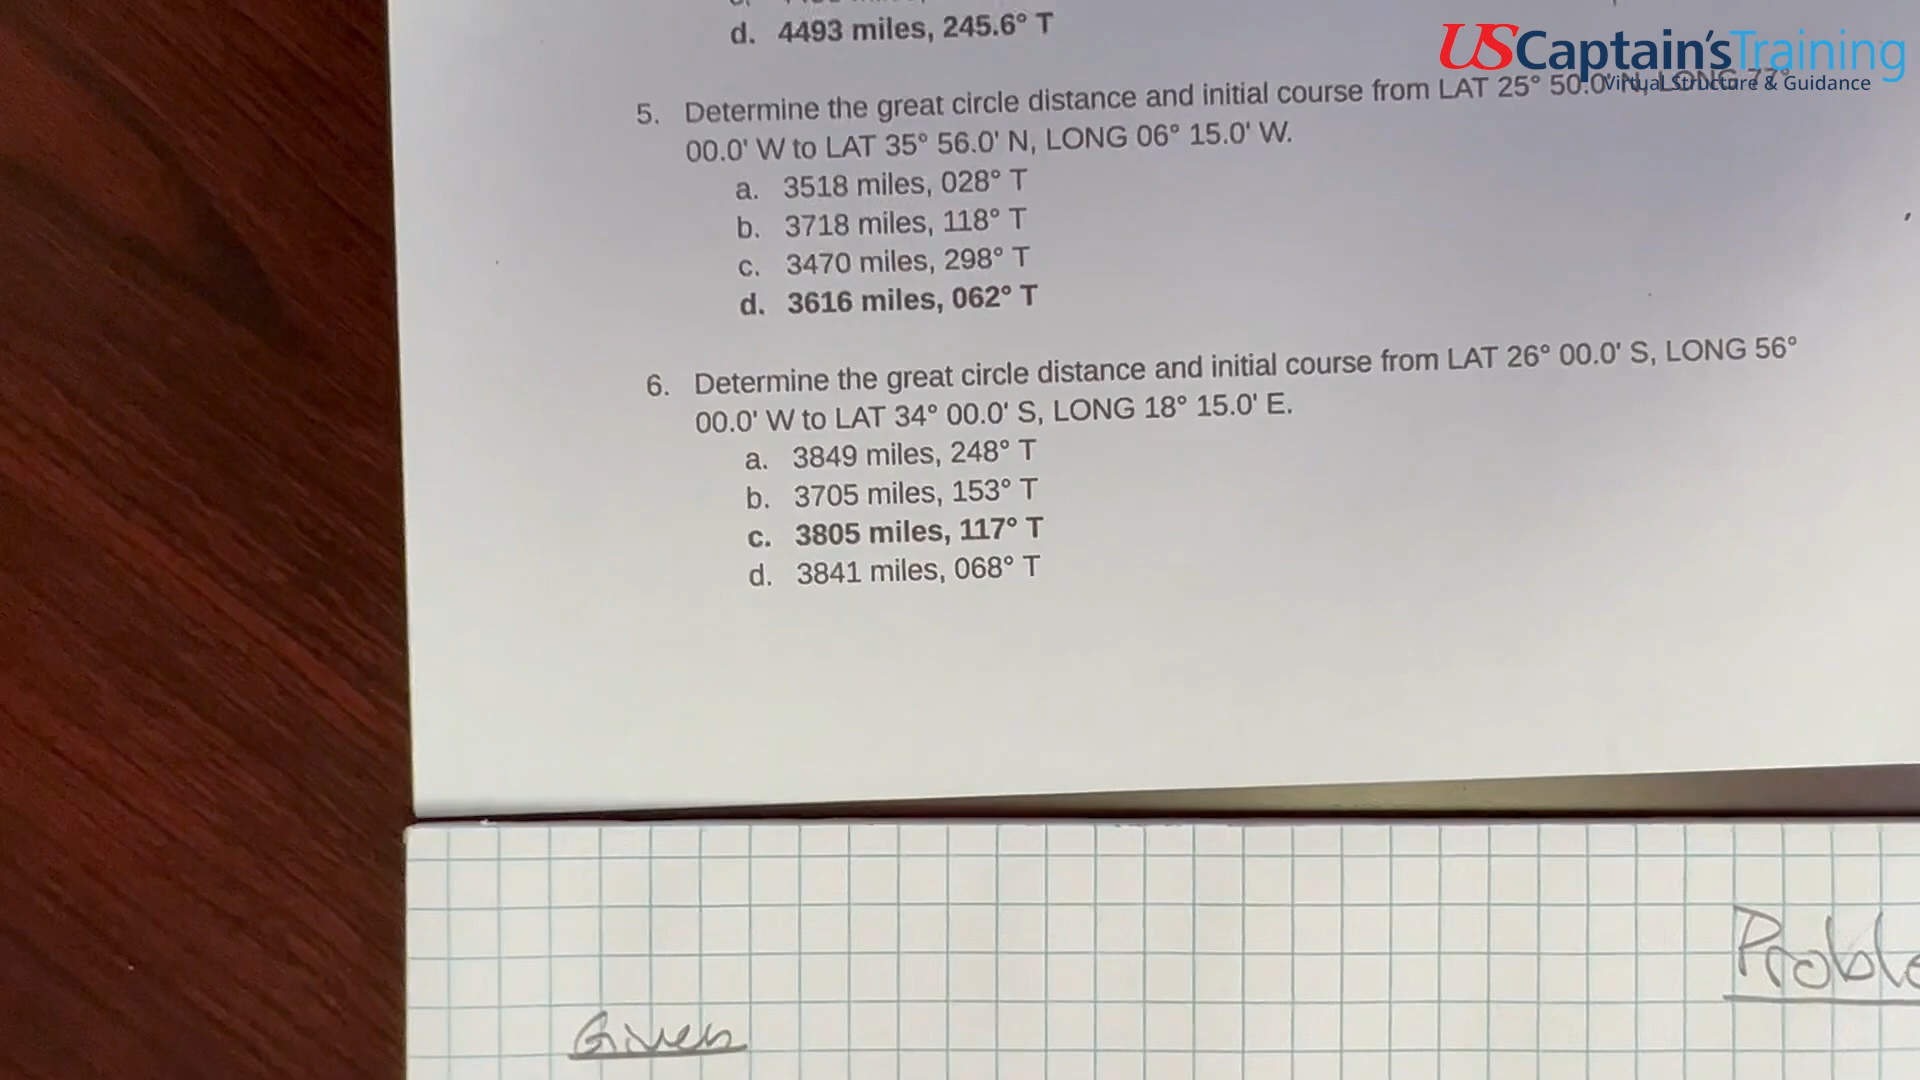 d. 4493 miles, 245.6° T
USCaptain'sTraining
Virtual Structure & Guidance
5. Determine the great circle distance and initial course from LAT 25° 50.0' N, LONG 77°
00.0' W to LAT 35° 56.0' N, LONG 06° 15.0' W.
a. 3518 miles, 028° T
b. 3718 miles, 118° T
c. 3470 miles, 298° T
d. 3616 miles, 062° T
6. Determine the great circle distance and initial course from LAT 26° 00.0' S, LONG 56°
00.0' W to LAT 34° 00.0' S, LONG 18° 15.0' E.
a. 3849 miles, 248° T
b. 3705 miles, 153° T
c. 3805 miles, 117° T
d. 3841 miles, 068° T
Proble
Given